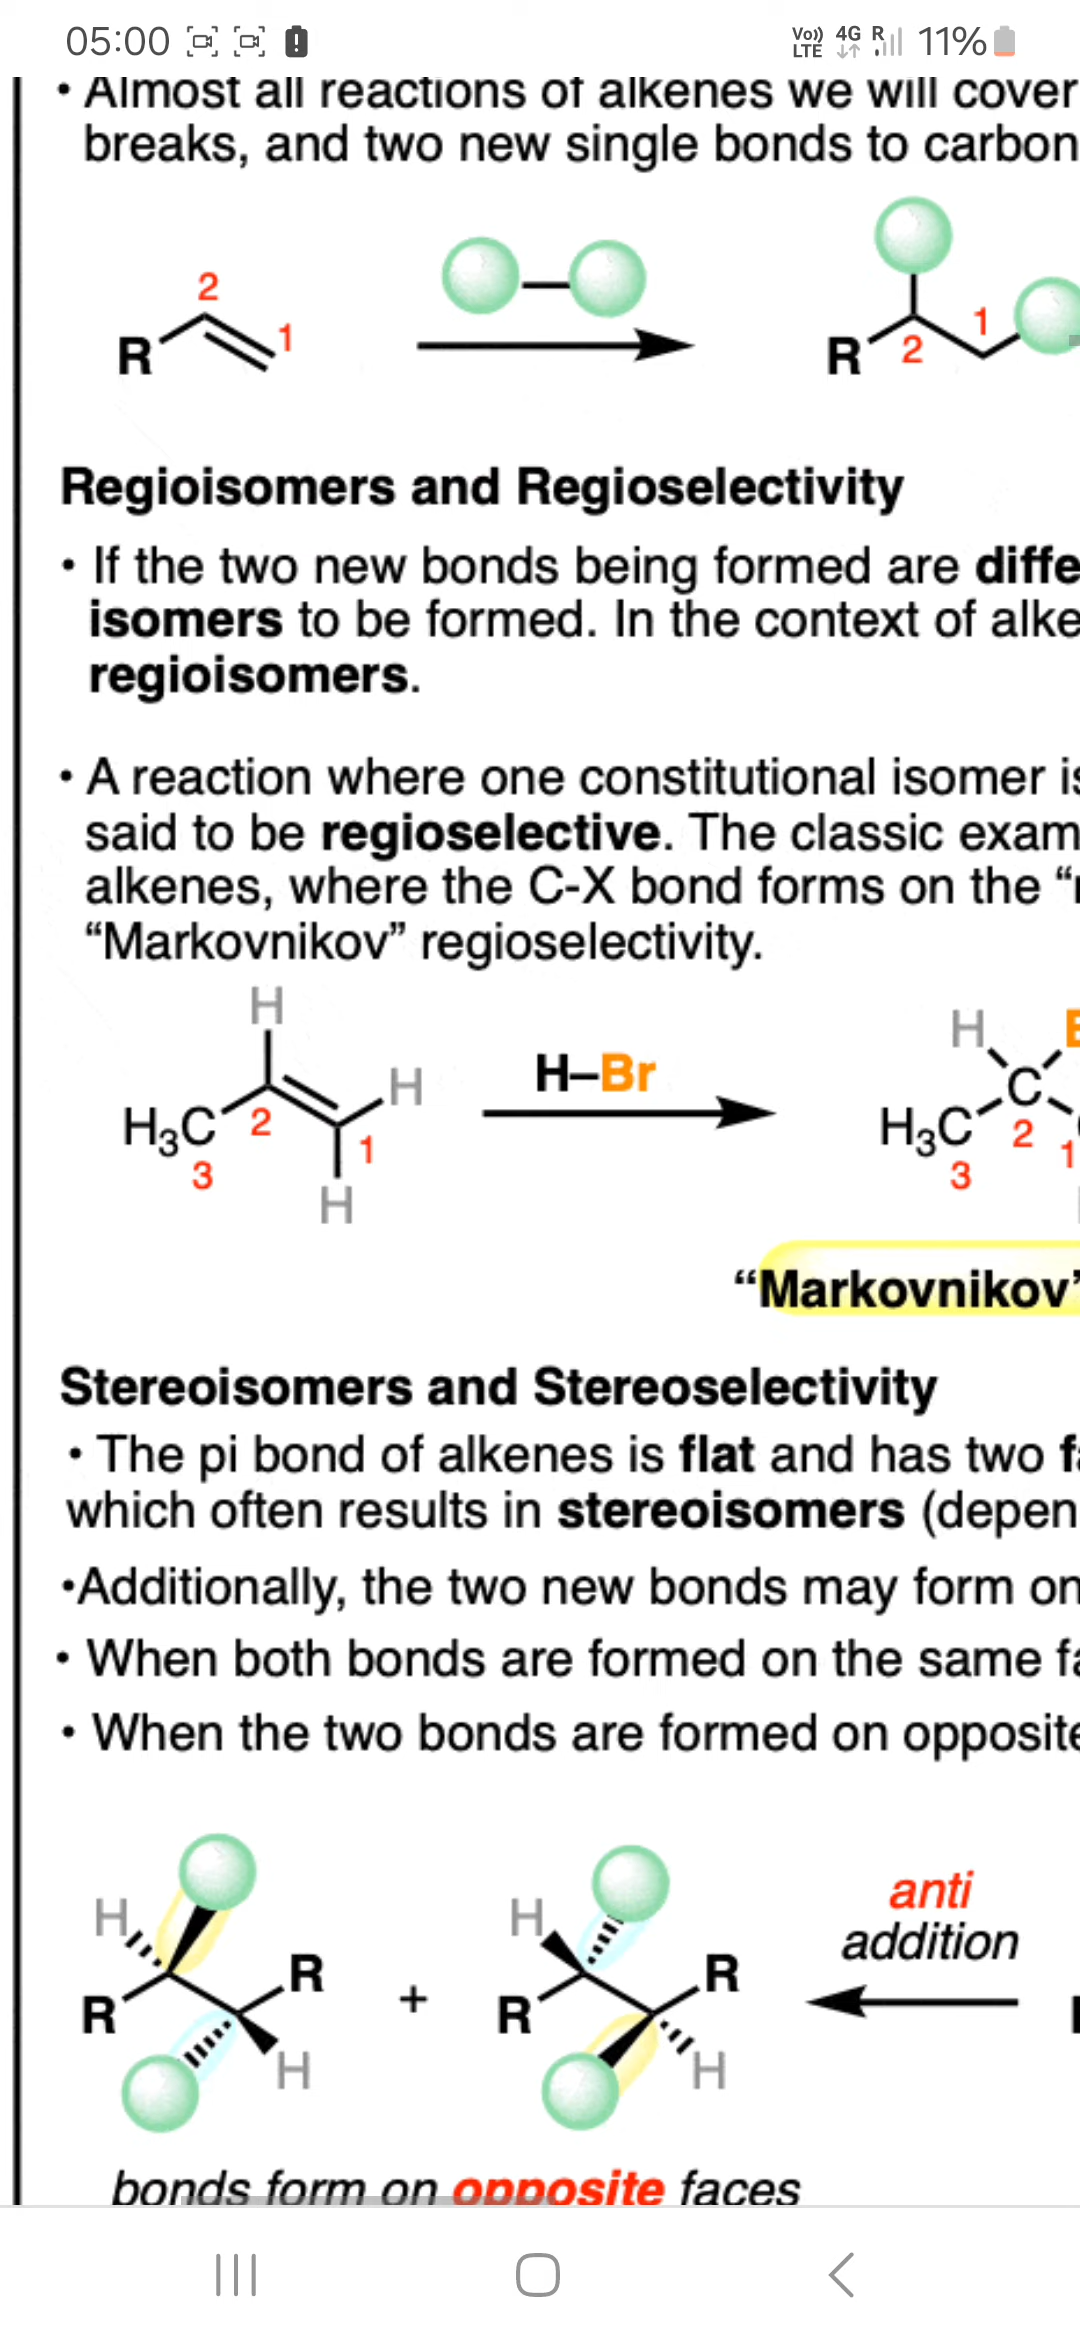 05:00 Vo)) LTE 4G R 11%
• Almost all reactions of alkenes we will cover
breaks, and two new single bonds to carbon
2
1
R
R
2
1
Regioisomers and Regioselectivity
• If the two new bonds being formed are diffe
isomers to be formed. In the context of alke
regioisomers.
• A reaction where one constitutional isomer is
said to be regioselective. The classic exam
alkenes, where the C-X bond forms on the “
“Markovnikov” regioselectivity.
H
H
H–Br
H₃C
2
1
3
H
H
C
H₃C
2
1
3
“Markovnikov”
Stereoisomers and Stereoselectivity
• The pi bond of alkenes is flat and has two fa
which often results in stereoisomers (depen
•Additionally, the two new bonds may form on
• When both bonds are formed on the same fa
• When the two bonds are formed on opposite
H
R
R
H
+
H
R
R
H
anti
addition
bonds form on opposite faces